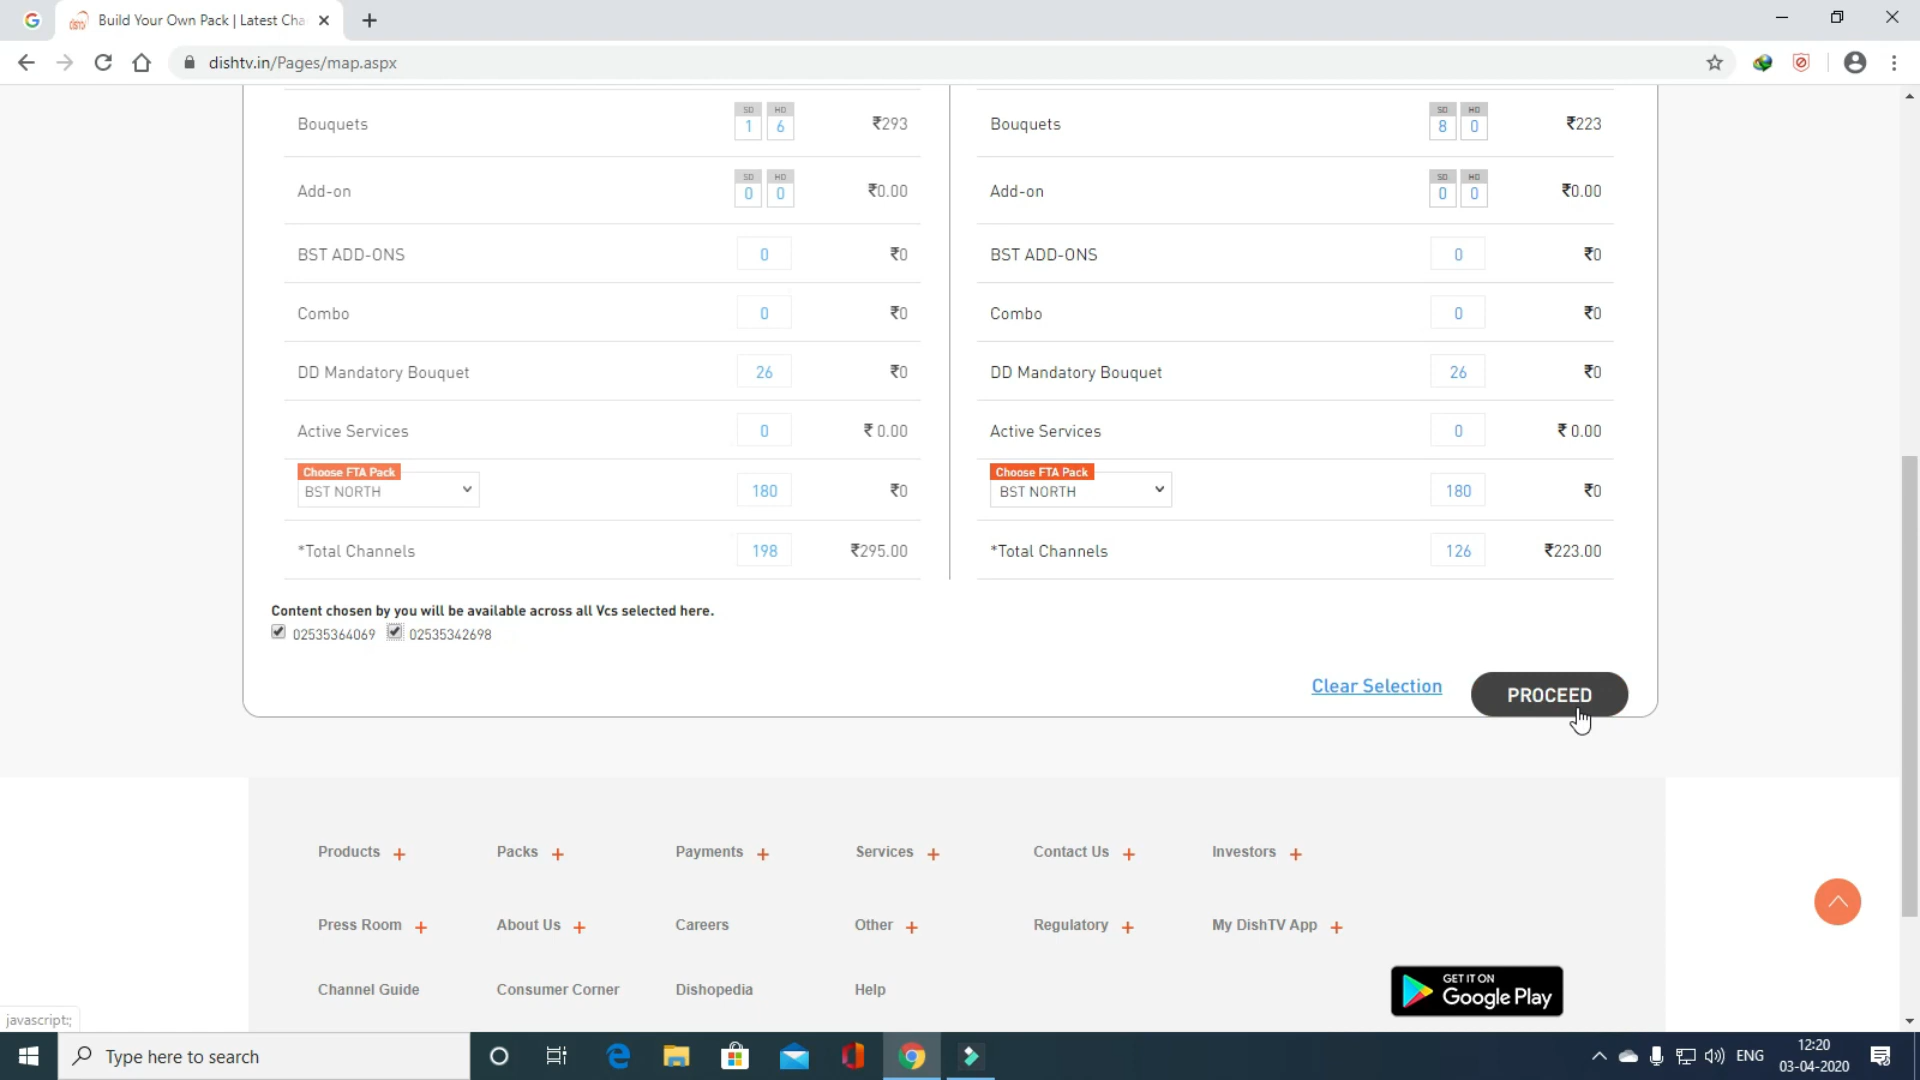 Build Your Own Pack | Latest Cha
dishtv.in/Pages/map.aspx
Bouquets SD 1 HD 6 ₹293
Bouquets SD 8 HD 0 ₹223
Add-on SD 0 HD 0 ₹0.00
Add-on SD 0 HD 0 ₹0.00
BST ADD-ONS 0 ₹0
BST ADD-ONS 0 ₹0
Combo 0 ₹0
Combo 0 ₹0
DD Mandatory Bouquet 26 ₹0
DD Mandatory Bouquet 26 ₹0
Active Services 0 ₹ 0.00
Active Services 0 ₹ 0.00
Choose FTA Pack
BST NORTH 180 ₹0
Choose FTA Pack
BST NORTH 180 ₹0
*Total Channels 198 ₹295.00
*Total Channels 126 ₹223.00
Content chosen by you will be available across all Vcs selected here.
02535364069 02535342698
Clear Selection PROCEED
Products + Packs + Payments + Services + Contact Us + Investors +
Press Room + About Us + Careers Other + Regulatory + My DishTV App +
Channel Guide Consumer Corner Dishopedia Help
GET IT ON
Google Play
javascript:;
Type here to search
ENG
12:20
03-04-2020